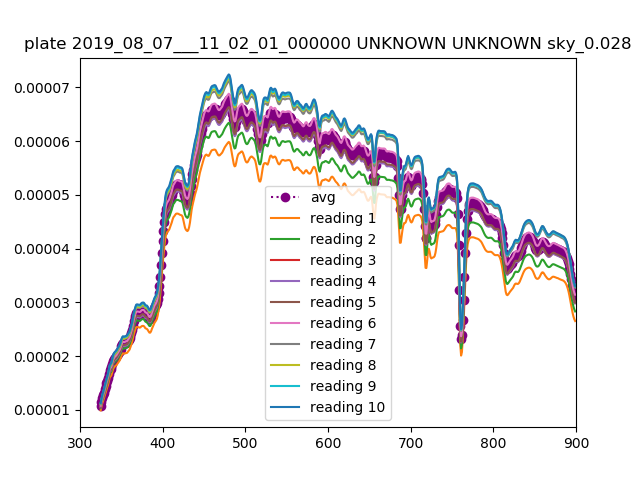 plate 2019_08_07___11_02_01_000000 UNKNOWN UNKNOWN sky_0.028
0.00007
0.00006
0.00005
0.00004
0.00003
0.00002
0.00001
avg
reading 1
reading 2
reading 3
reading 4
reading 5
reading 6
reading 7
reading 8
reading 9
reading 10
300 400 500 600 700 800 900